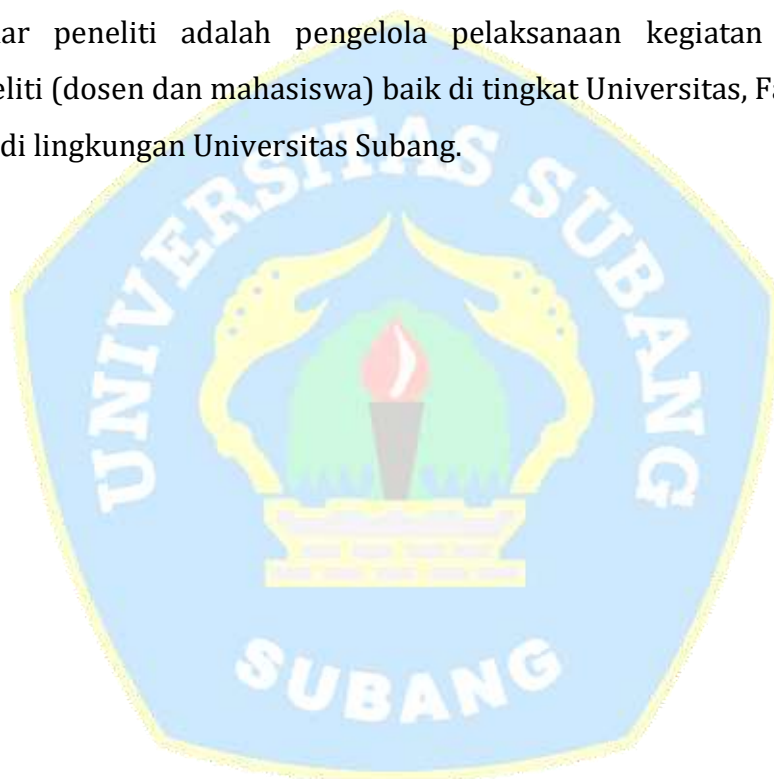 ar peneliti adalah pengelola pelaksanaan kegiatan
eliti (dosen dan mahasiswa) baik di tingkat Universitas, Fa
di lingkungan Universitas Subang.
UNIVERSITAS SUBANG
SUBANG